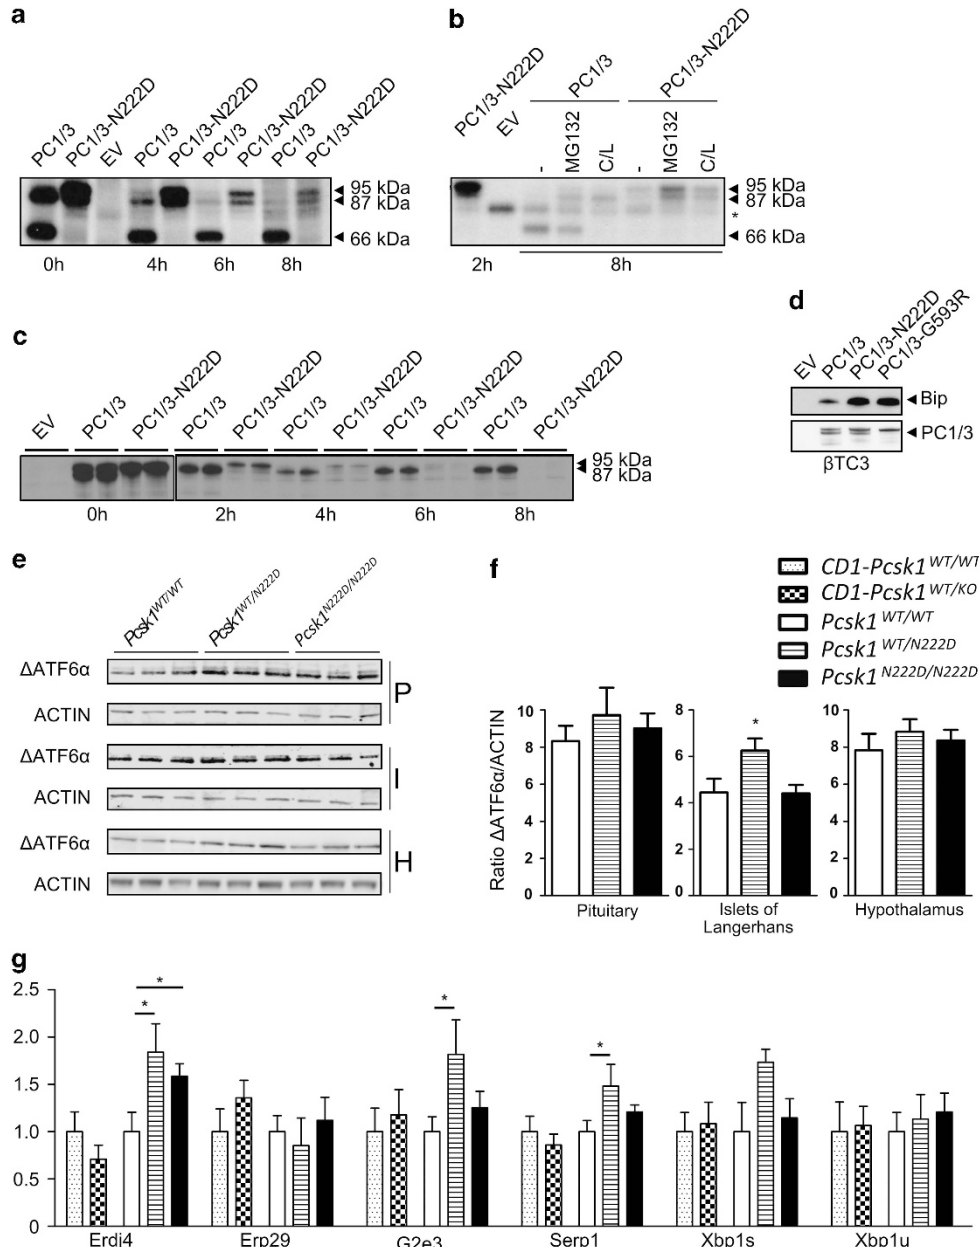 a
PC1/3
PC1/3-N222D
EV
PC1/3
PC1/3-N222D
PC1/3
PC1/3-N222D
PC1/3
PC1/3-N222D
95 kDa
87 kDa
66 kDa
0h 4h 6h 8h
b
PC1/3-N222D
EV
PC1/3
PC1/3-N222D
- MG132 C/L - MG132 C/L
95 kDa
87 kDa
*
66 kDa
2h 8h
c
EV
PC1/3
PC1/3-N222D
PC1/3
PC1/3-N222D
PC1/3
PC1/3-N222D
PC1/3
PC1/3-N222D
PC1/3
PC1/3-N222D
95 kDa
87 kDa
0h 2h 4h 6h 8h
d
EV
PC1/3
PC1/3-N222D
PC1/3-G593R
Bip
PC1/3
βTC3
e
Pcsk1WT/WT
Pcsk1WT/N222D
Pcsk1N222D/N222D
ΔATF6α
ACTIN
P
ΔATF6α
ACTIN
I
ΔATF6α
ACTIN
H
f
CD1-Pcsk1WT/WT
CD1-Pcsk1WT/KO
Pcsk1WT/WT
Pcsk1WT/N222D
Pcsk1N222D/N222D
Ratio ΔATF6α/ACTIN
10
8
6
4
2
0
Pituitary
8
6
4
2
0
*
Islets of
Langerhans
10
8
6
4
2
0
Hypothalamus
g
2.5
2.0
1.5
1.0
0.5
0
* * * *
Erdi4 Erp29 G2e3 Serp1 Xbp1s Xbp1u